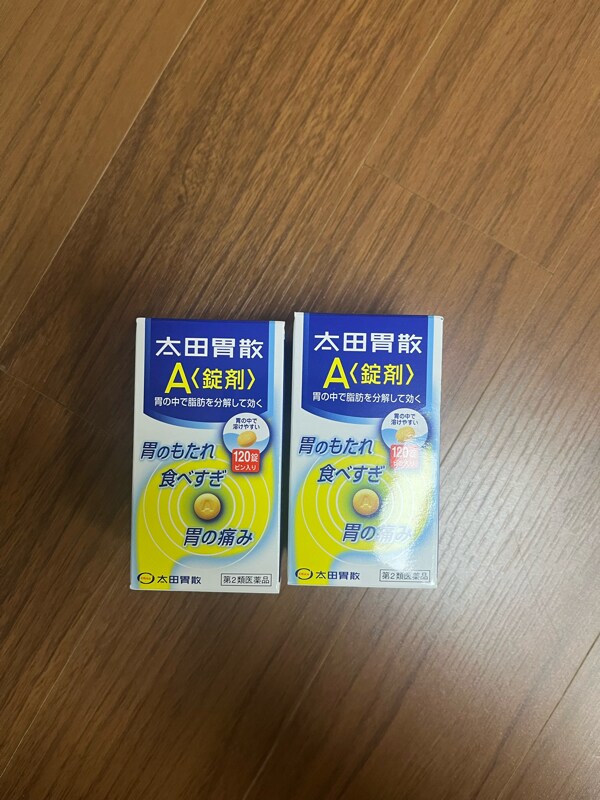 太田胃散
A〈錠剤〉
胃の中で脂肪を分解して効く
胃の中で
溶けやすい
120錠
ビン入り
胃のもたれ
食べすぎ
胃の痛み
太田胃散
第2類医薬品
太田胃散
A〈錠剤〉
胃の中で脂肪を分解して効く
胃の中で
溶けやすい
120錠
胃のもたれ
食べすぎ
胃の痛み
太田胃散
第2類医薬品